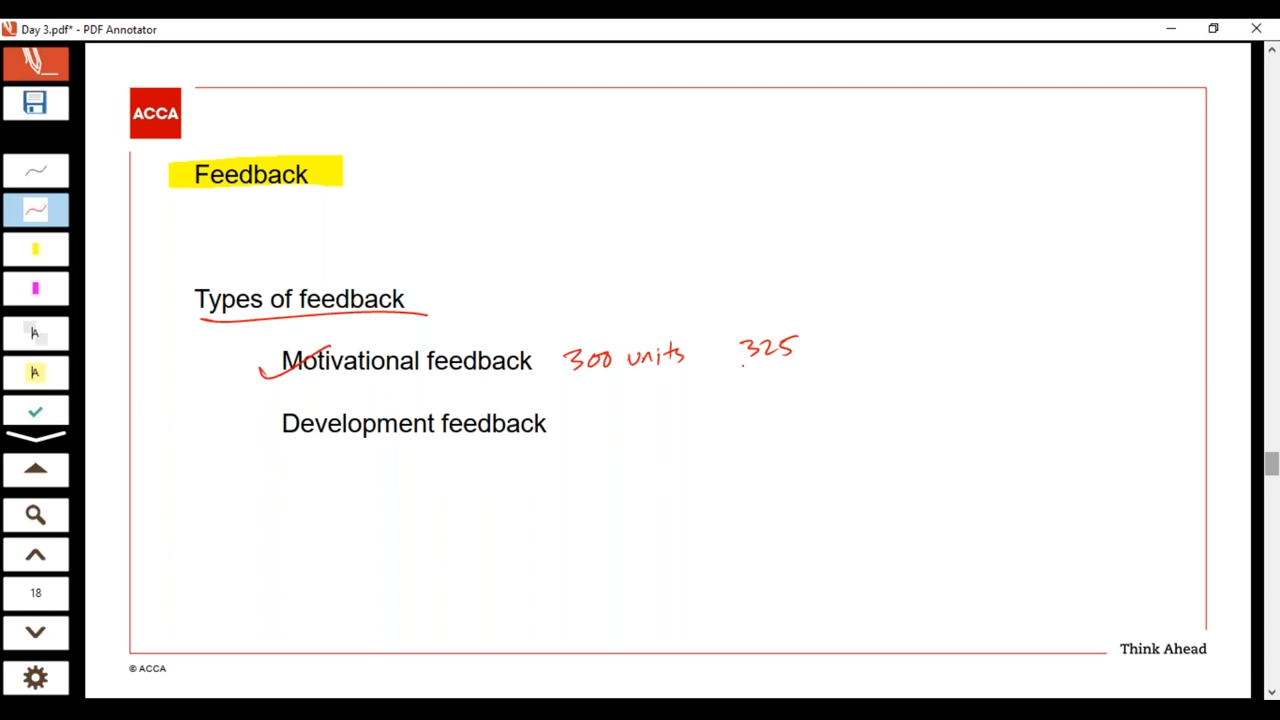 Day 3.pdf* - PDF Annotator
ACCA
Feedback
Types of feedback
Motivational feedback 300 units 325
Development feedback
A
A
18
Think Ahead
© ACCA